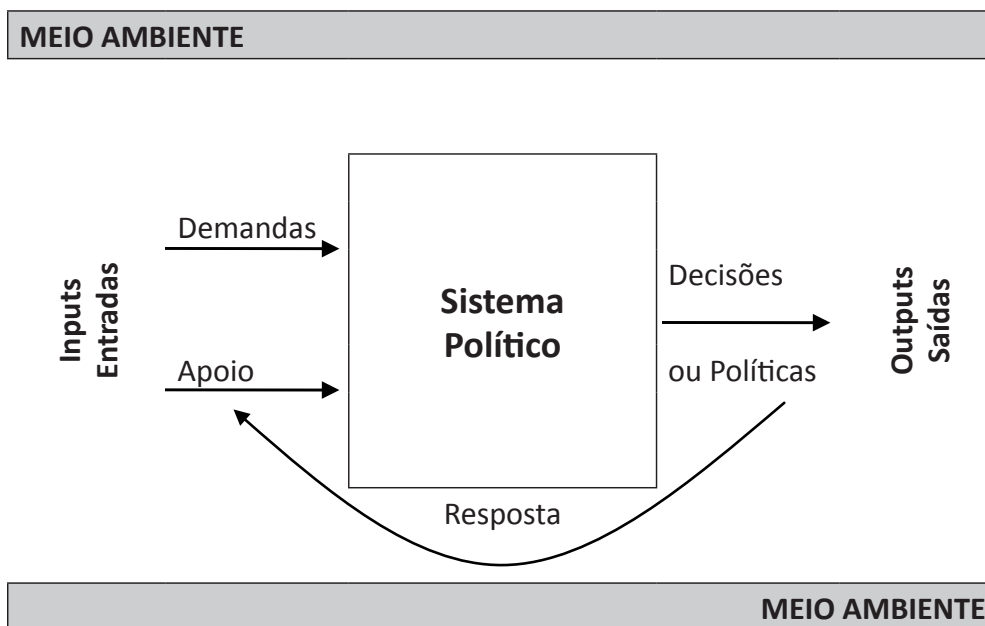 MEIO AMBIENTE
Demandas
Inputs
Entradas
Apoio
Sistema
Político
Decisões
ou Políticas
Outputs
Saídas
Resposta
MEIO AMBIENTE